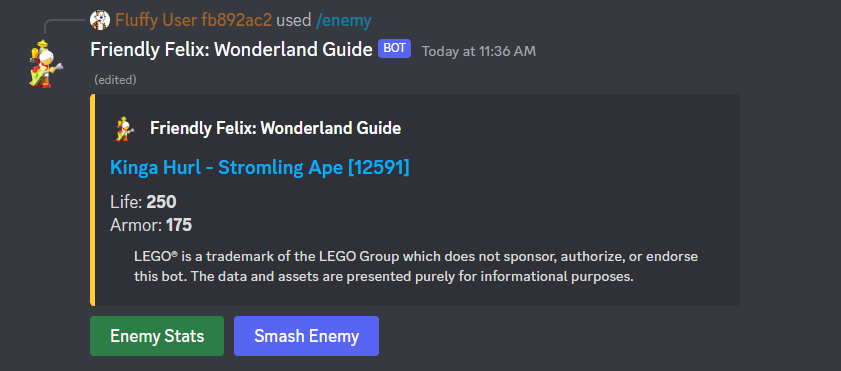 Fluffy User fb892ac2 used /enemy
Friendly Felix: Wonderland Guide BOT Today at 11:36 AM
(edited)
Friendly Felix: Wonderland Guide
Kinga Hurl - Stromling Ape [12591]
Life: 250
Armor: 175
LEGO® is a trademark of the LEGO Group which does not sponsor, authorize, or endorse
this bot. The data and assets are presented purely for informational purposes.
Enemy Stats Smash Enemy